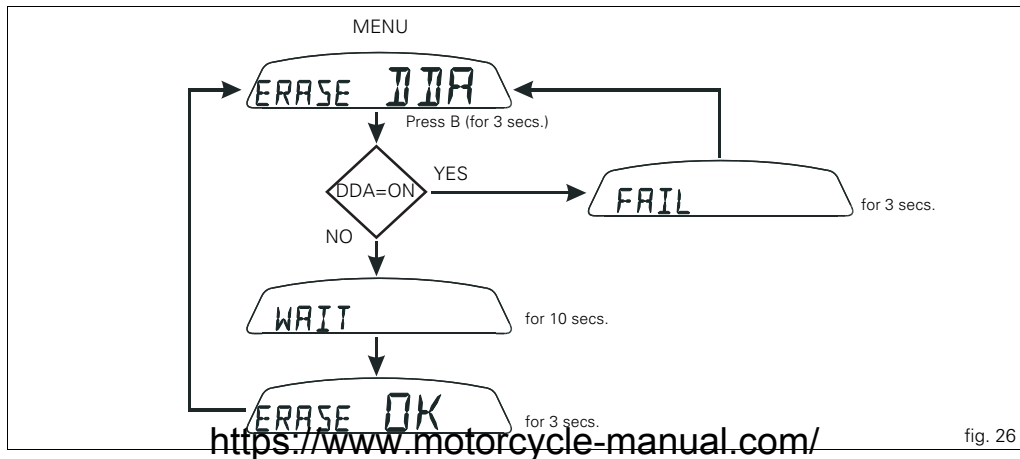 MENU
ERASE DDA
Press B (for 3 secs.)
DDA=ON
YES
FAIL
for 3 secs.
NO
WAIT
for 10 secs.
ERASE OK
for 3 secs.
https://www.motorcycle-manual.com/
fig. 26